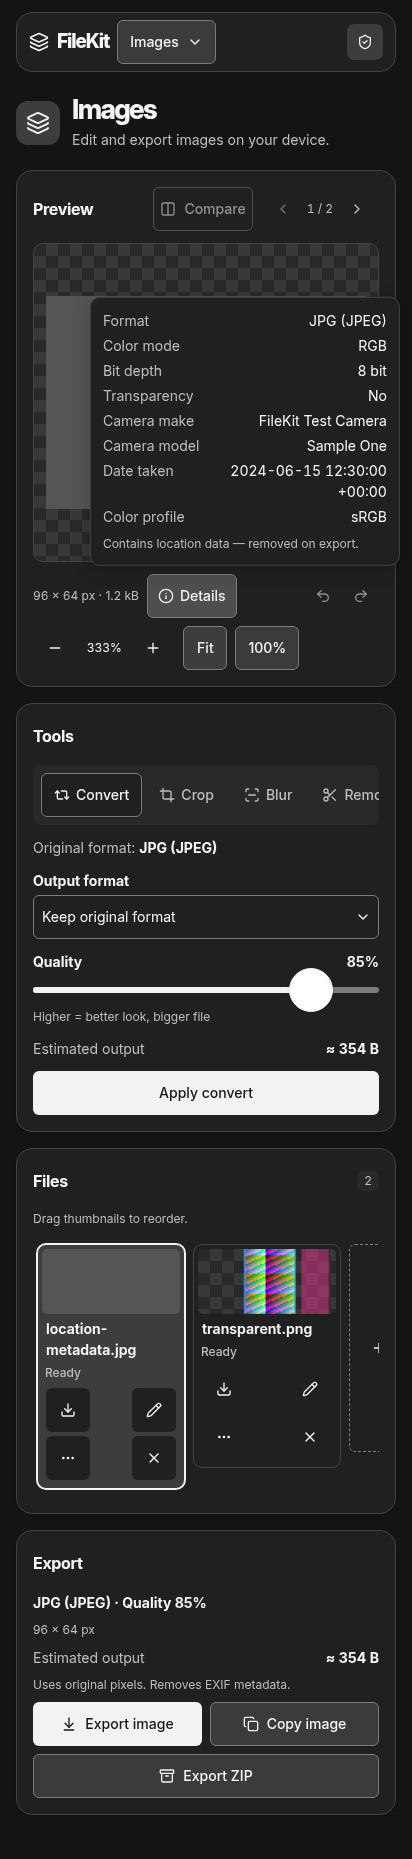 FileKit Images
Images
Edit and export images on your device.
Preview Compare 1 / 2
Format JPG (JPEG)
Color mode RGB
Bit depth 8 bit
Transparency No
Camera make FileKit Test Camera
Camera model Sample One
Date taken 2024-06-15 12:30:00
+00:00
Color profile sRGB
Contains location data — removed on export.
96 × 64 px · 1.2 kB Details
333% Fit 100%
Tools
Convert Crop Blur Remo
Original format: JPG (JPEG)
Output format
Keep original format
Quality 85%
Higher = better look, bigger file
Estimated output ≈ 354 B
Apply convert
Files 2
Drag thumbnails to reorder.
location-
metadata.jpg
Ready
transparent.png
Ready
Export
JPG (JPEG) · Quality 85%
96 × 64 px
Estimated output ≈ 354 B
Uses original pixels. Removes EXIF metadata.
Export image Copy image
Export ZIP